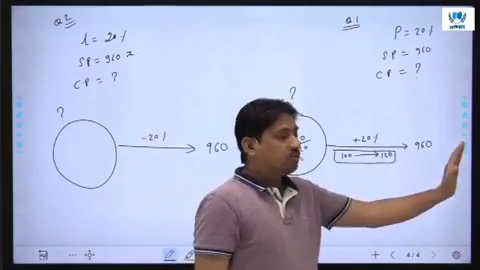 Q2
l = 20%
SP = 960 ₹
CP = ?
?
-20%
960
Q1
P = 20%
SP = 960
CP = ?
?
+20%
100 → 120
960
4/4